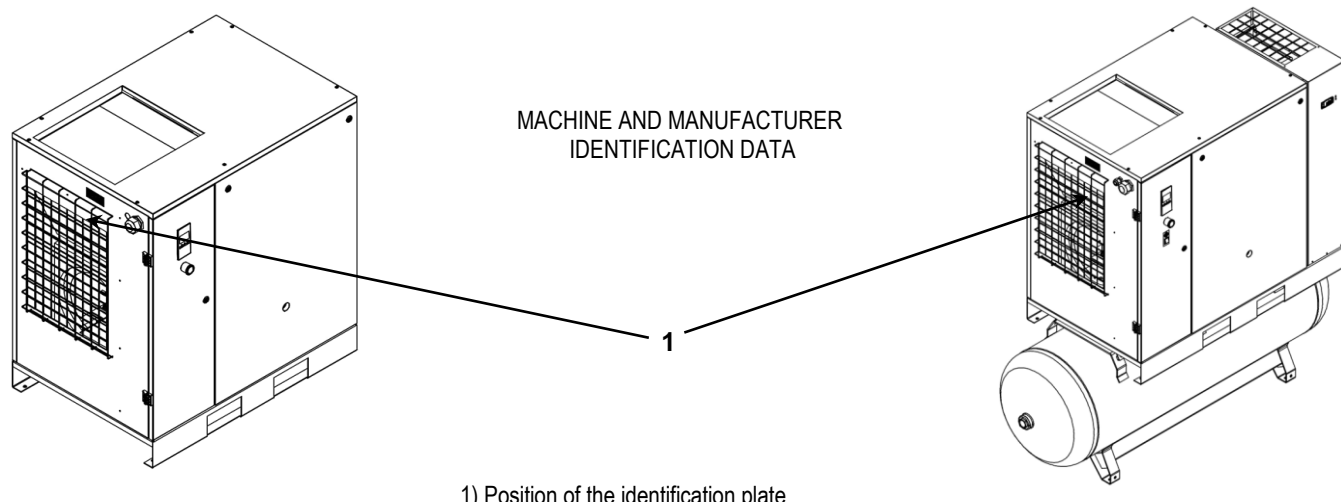 MACHINE AND MANUFACTURER
IDENTIFICATION DATA
1
1) Position of the identification plate